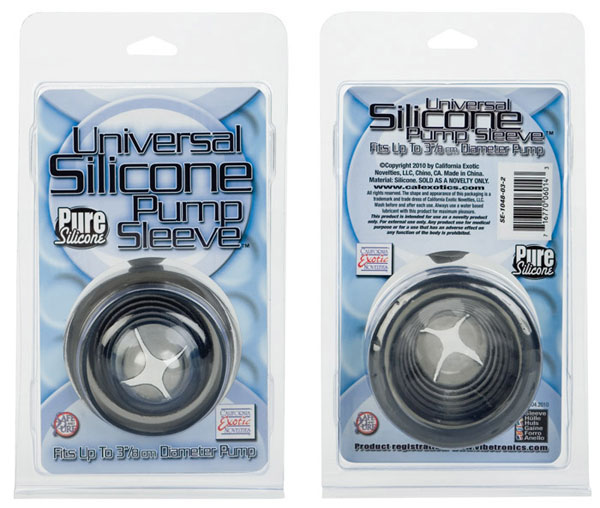 Universal
Silicone
Pump
Sleeve™
Pure
Silicone
CALIFORNIA
Exotic
NOVELTIES
Fits Up To 3⅞ cm Diameter Pump
Universal
Silicone
Pump Sleeve™
Fits Up To 3⅞ cm Diameter Pump
©Copyright 2010 by California Exotic
Novelties, LLC, Chino, CA. Made in China.
Material: Silicone. SOLD AS A NOVELTY ONLY.
www.calexotics.com
All rights reserved. The shape and appearance of this packaging is a
trademark and trade dress of California Exotic Novelties, LLC.
Wash before and after each use. Always use a water based
lubricant with this product for maximum pleasure.
This product is intended for use as a novelty product
only. For external use only. Any product use for medical
purpose or for a use that has an adverse effect on
any function of the body is prohibited.
SE-1048-03-2
Pure
Silicone
CALIFORNIA
Exotic
NOVELTIES
Sleeve
Hülle
Huls
Gaine
Forro
Anello
Product registration www.vibetronics.com